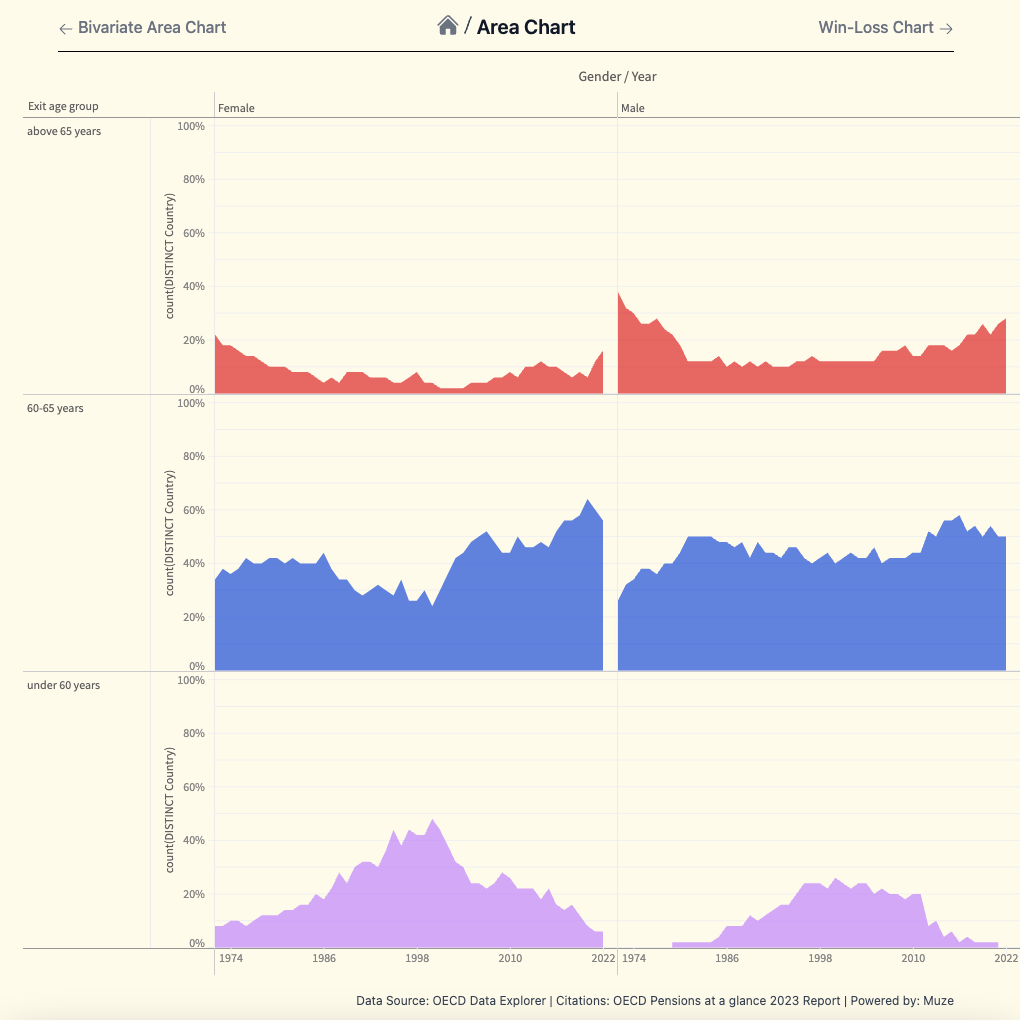 ← Bivariate Area Chart / Area Chart Win-Loss Chart →
Gender / Year
Exit age group Female Male
above 65 years
100%
80%
60%
40%
20%
0%
count(DISTINCT Country)
60-65 years
100%
80%
60%
40%
20%
0%
count(DISTINCT Country)
under 60 years
100%
80%
60%
40%
20%
0%
count(DISTINCT Country)
1974 1986 1998 2010 2022 1974 1986 1998 2010 2022
Data Source: OECD Data Explorer | Citations: OECD Pensions at a glance 2023 Report | Powered by: Muze